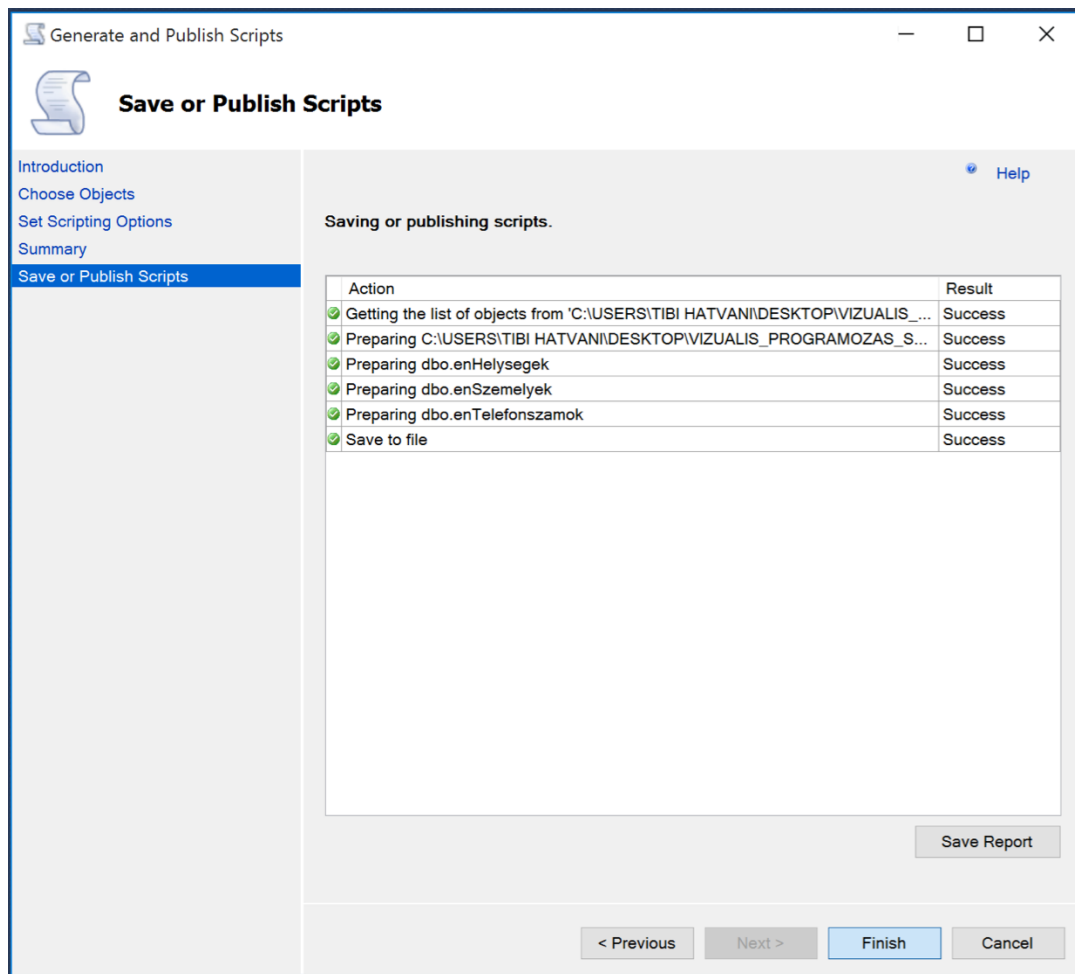 Generate and Publish Scripts
Save or Publish Scripts
Introduction
Choose Objects
Set Scripting Options
Summary
Save or Publish Scripts
Help
Saving or publishing scripts.
Action Result
Getting the list of objects from 'C:\USERS\TIBI HATVANI\DESKTOP\VIZUALIS_... Success
Preparing C:\USERS\TIBI HATVANI\DESKTOP\VIZUALIS_PROGRAMOZAS_S... Success
Preparing dbo.enHelysegek Success
Preparing dbo.enSzemelyek Success
Preparing dbo.enTelefonszamok Success
Save to file Success
Save Report
< Previous Next > Finish Cancel